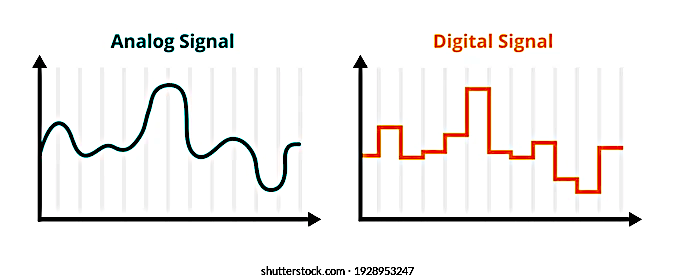 Analog Signal
Digital Signal
shutterstock.com · 1928953247